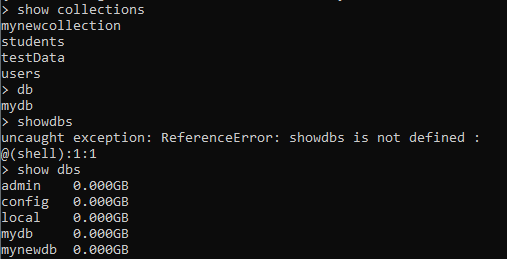 > show collections
mynewcollection
students
testData
users
> db
mydb
> showdbs
uncaught exception: ReferenceError: showdbs is not defined :
@(shell):1:1
> show dbs
admin    0.000GB
config   0.000GB
local    0.000GB
mydb     0.000GB
mynewdb  0.000GB